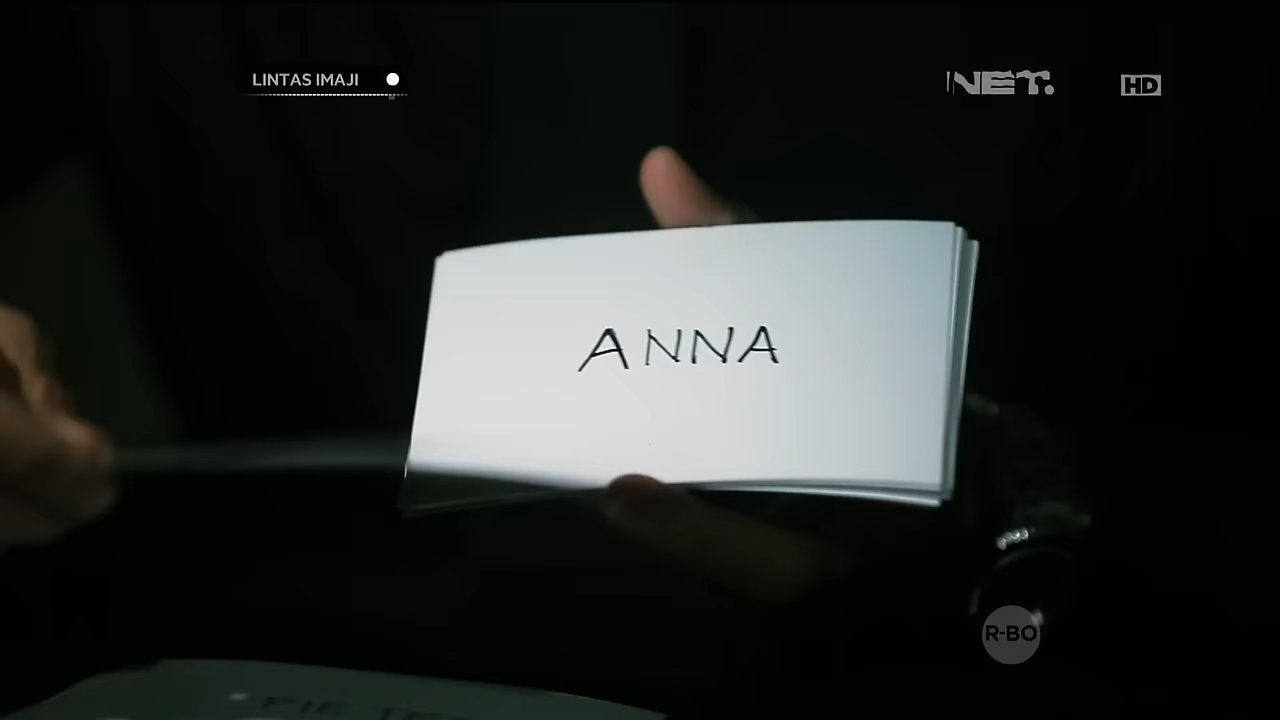 LINTAS IMAJI
NET.
HD
ANNA
R-BO